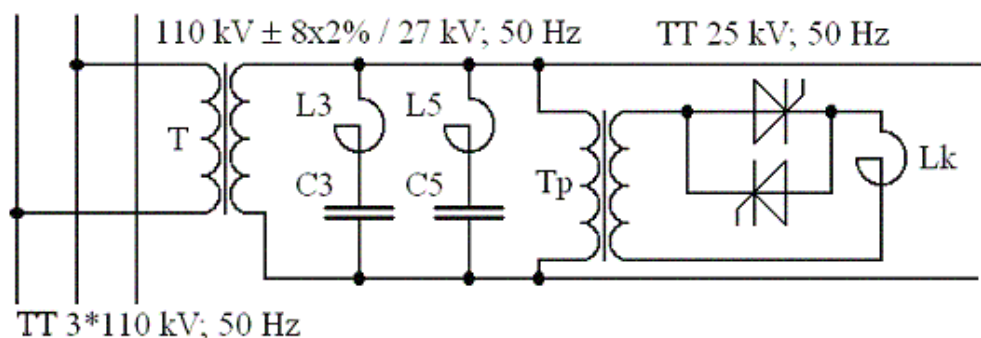 110 kV ± 8x2% / 27 kV; 50 Hz
TT 25 kV; 50 Hz
L3
L5
T
Lk
C3
C5
Tp
TT 3*110 kV; 50 Hz